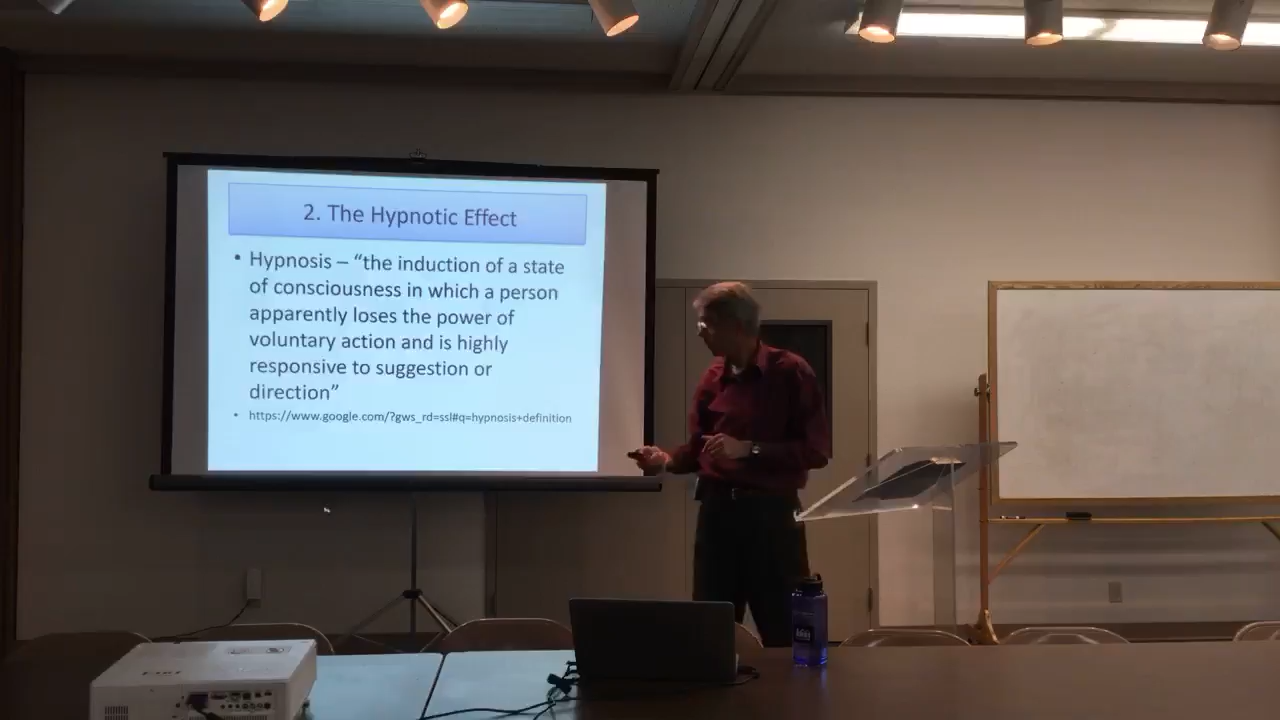 2. The Hypnotic Effect
• Hypnosis – “the induction of a state
of consciousness in which a person
apparently loses the power of
voluntary action and is highly
responsive to suggestion or
direction”
• https://www.google.com/?gws_rd=ssl#q=hypnosis+definition